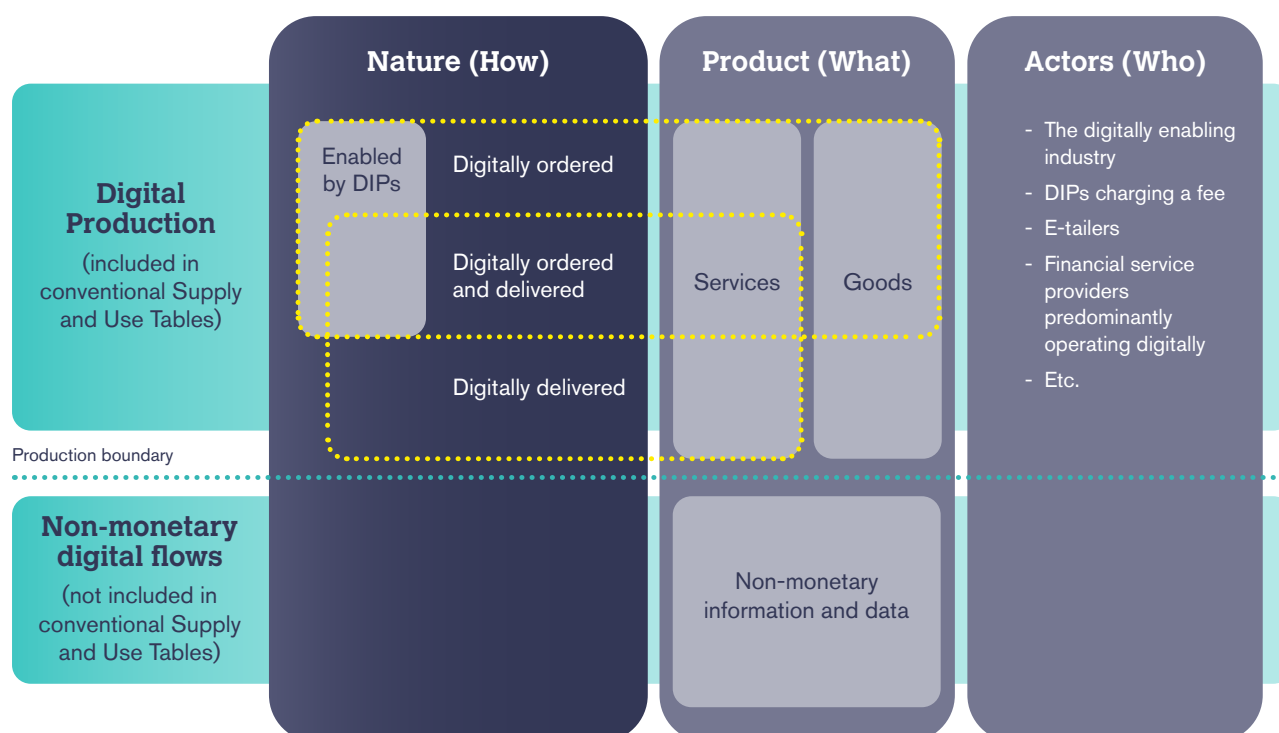 Nature (How)
Product (What)
Actors (Who)
Digital
Production
(included in
conventional Supply
and Use Tables)
Enabled
by DIPs
Digitally ordered
Digitally ordered
and delivered
Digitally delivered
Services
Goods
- The digitally enabling
industry
- DIPs charging a fee
- E-tailers
- Financial service
providers
predominantly
operating digitally
- Etc.
Production boundary
Non-monetary
digital flows
(not included in
conventional Supply
and Use Tables)
Non-monetary
information and data